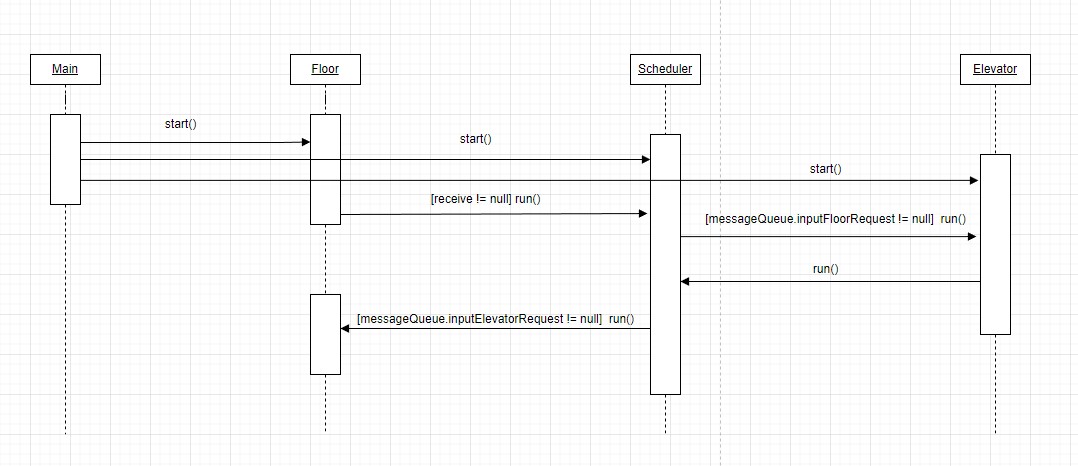 Main
Floor
Scheduler
Elevator
start()
start()
start()
[receive != null] run()
[messageQueue.inputFloorRequest != null]  run()
run()
[messageQueue.inputElevatorRequest != null]  run()